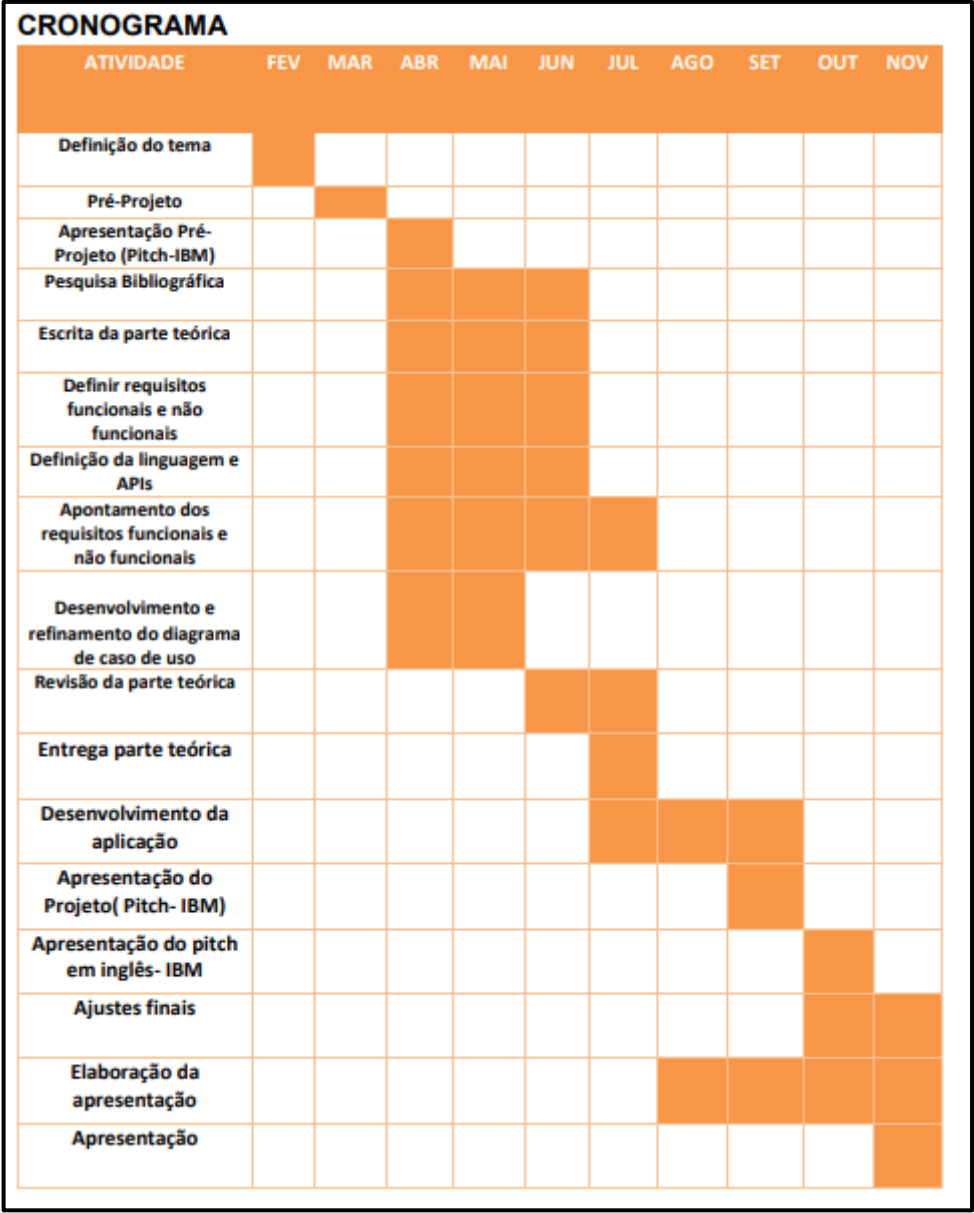 CRONOGRAMA
ATIVIDADE FEV MAR ABR MAI JUN JUL AGO SET OUT NOV
Definição do tema
Pré-Projeto
Apresentação Pré-
Projeto (Pitch-IBM)
Pesquisa Bibliográfica
Escrita da parte teórica
Definir requisitos
funcionais e não
funcionais
Definição da linguagem e
APIs
Apontamento dos
requisitos funcionais e
não funcionais
Desenvolvimento e
refinamento do diagrama
de caso de uso
Revisão da parte teórica
Entrega parte teórica
Desenvolvimento da
aplicação
Apresentação do
Projeto( Pitch- IBM)
Apresentação do pitch
em inglês- IBM
Ajustes finais
Elaboração da
apresentação
Apresentação